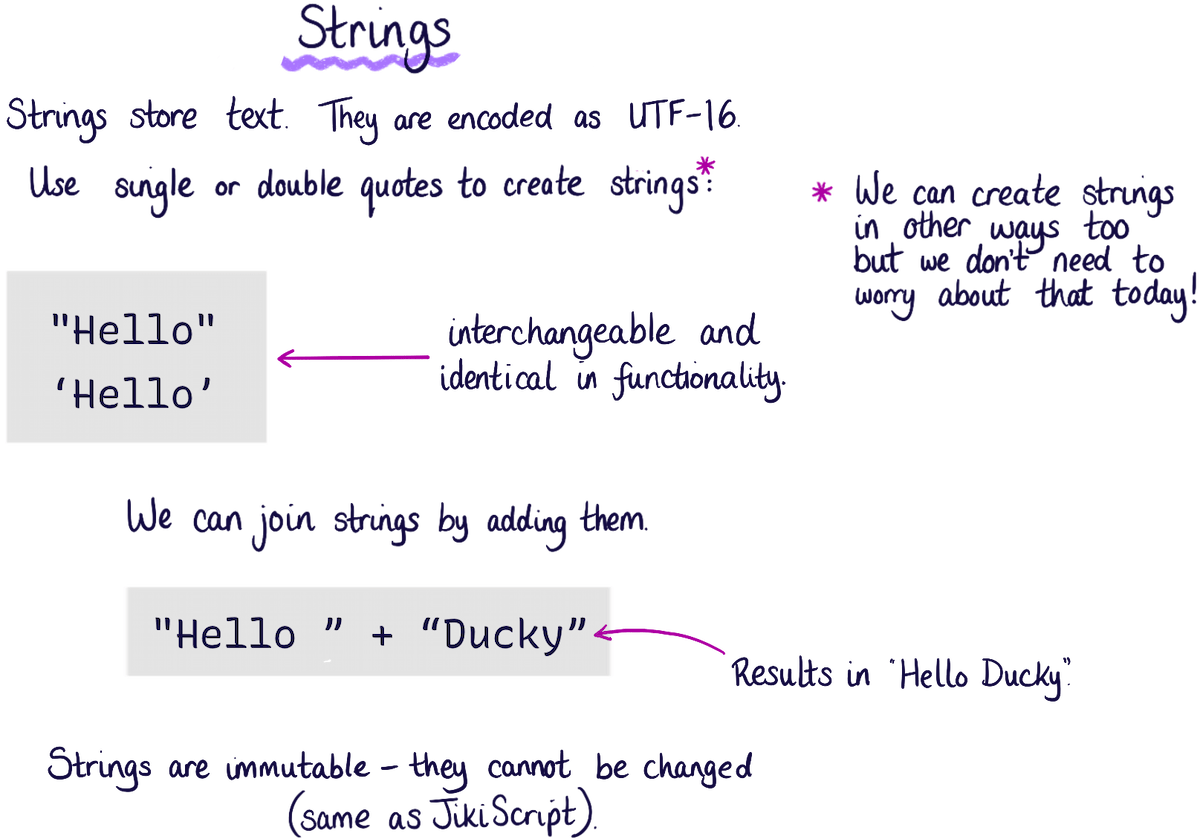 Strings
Strings store text. They are encoded as UTF-16.
Use single or double quotes to create strings*:
* We can create strings
in other ways too
but we don't need to
worry about that today!
"Hello"
‘Hello’
interchangeable and
identical in functionality.
We can join strings by adding them.
"Hello ” + “Ducky”
Results in "Hello Ducky".
Strings are immutable – they cannot be changed
(same as JikiScript).